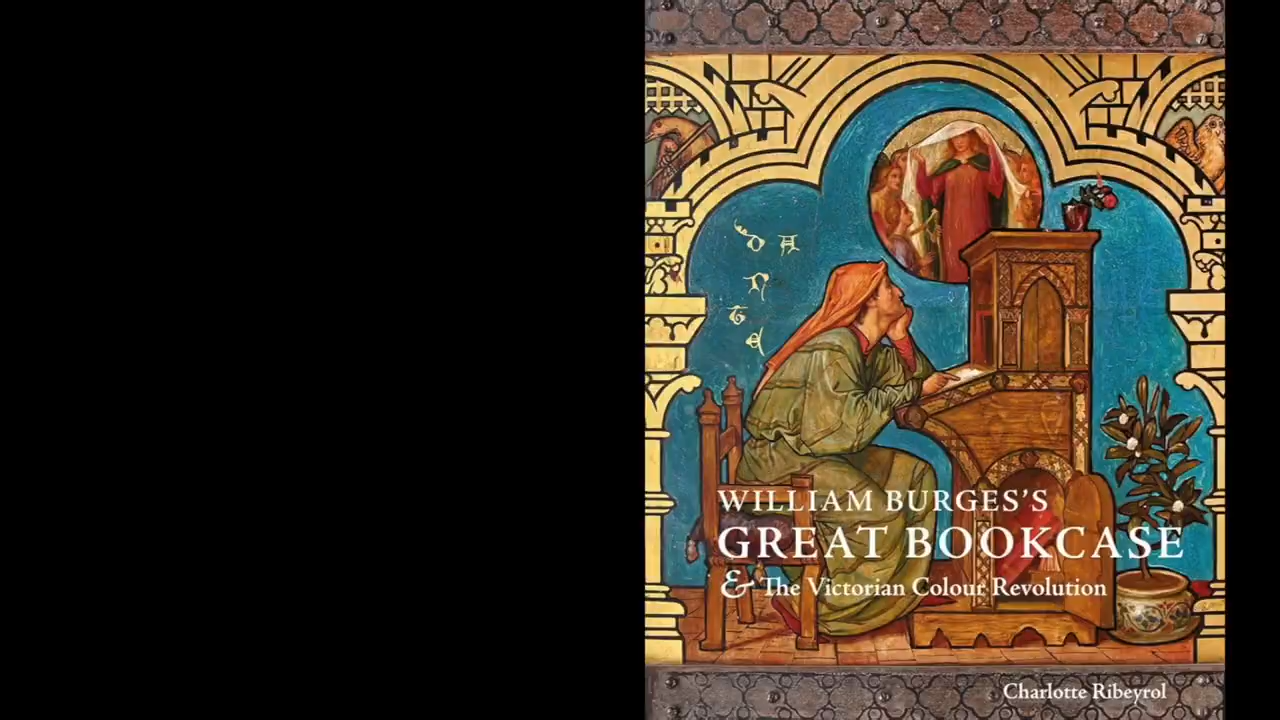 DANTE
WILLIAM BURGES'S
GREAT BOOKCASE
& The Victorian Colour Revolution
Charlotte Ribeyrol